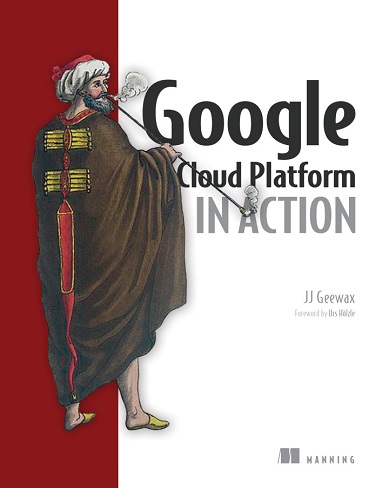 Google
Cloud Platform
IN ACTION
JJ Geewax
Foreword by Urs Hölzle
MANNING